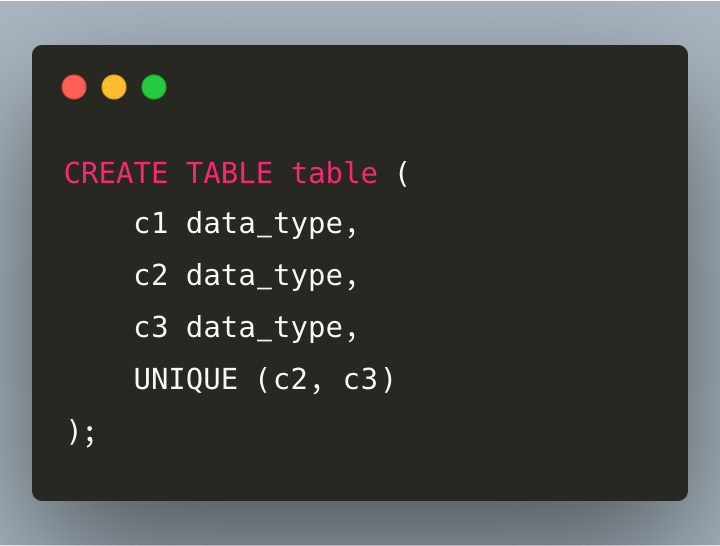 CREATE TABLE table (
    c1 data_type,
    c2 data_type,
    c3 data_type,
    UNIQUE (c2, c3)
);